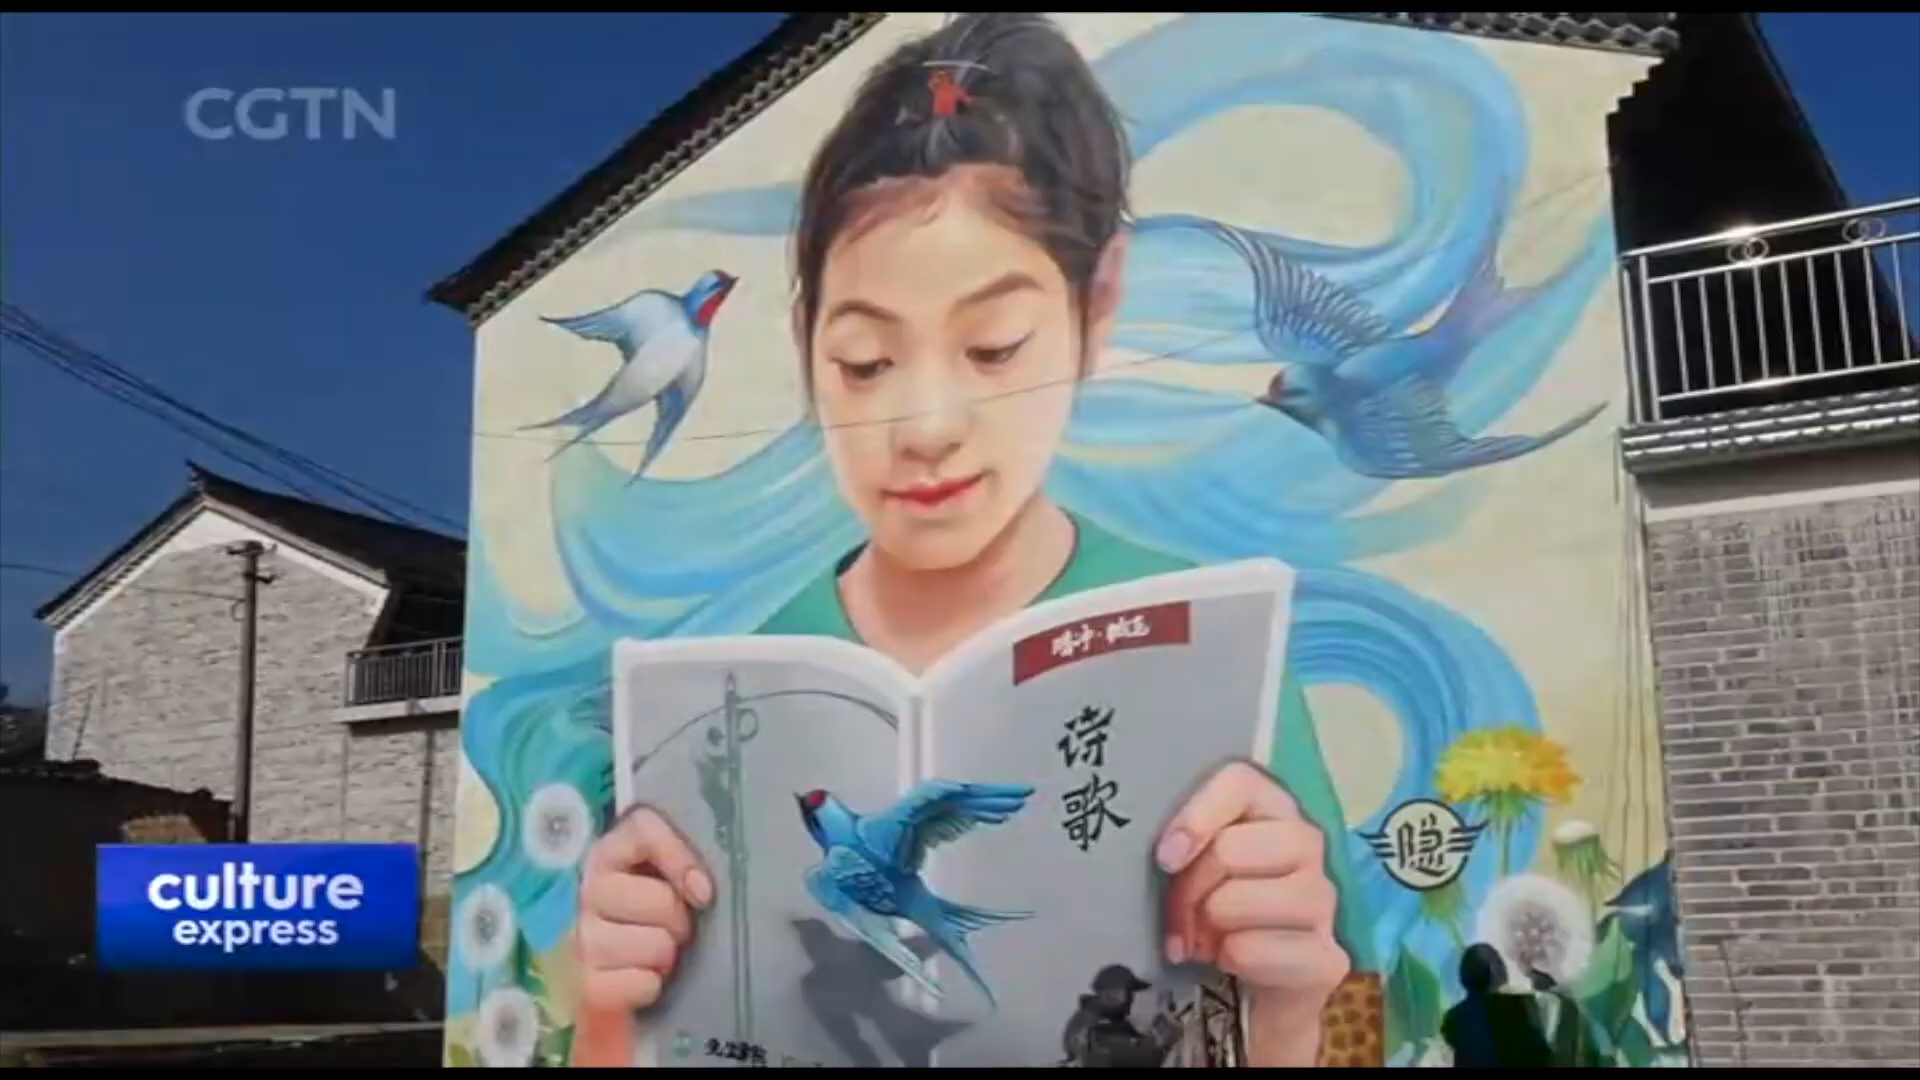 CGTN
诗
歌
隐
culture
express